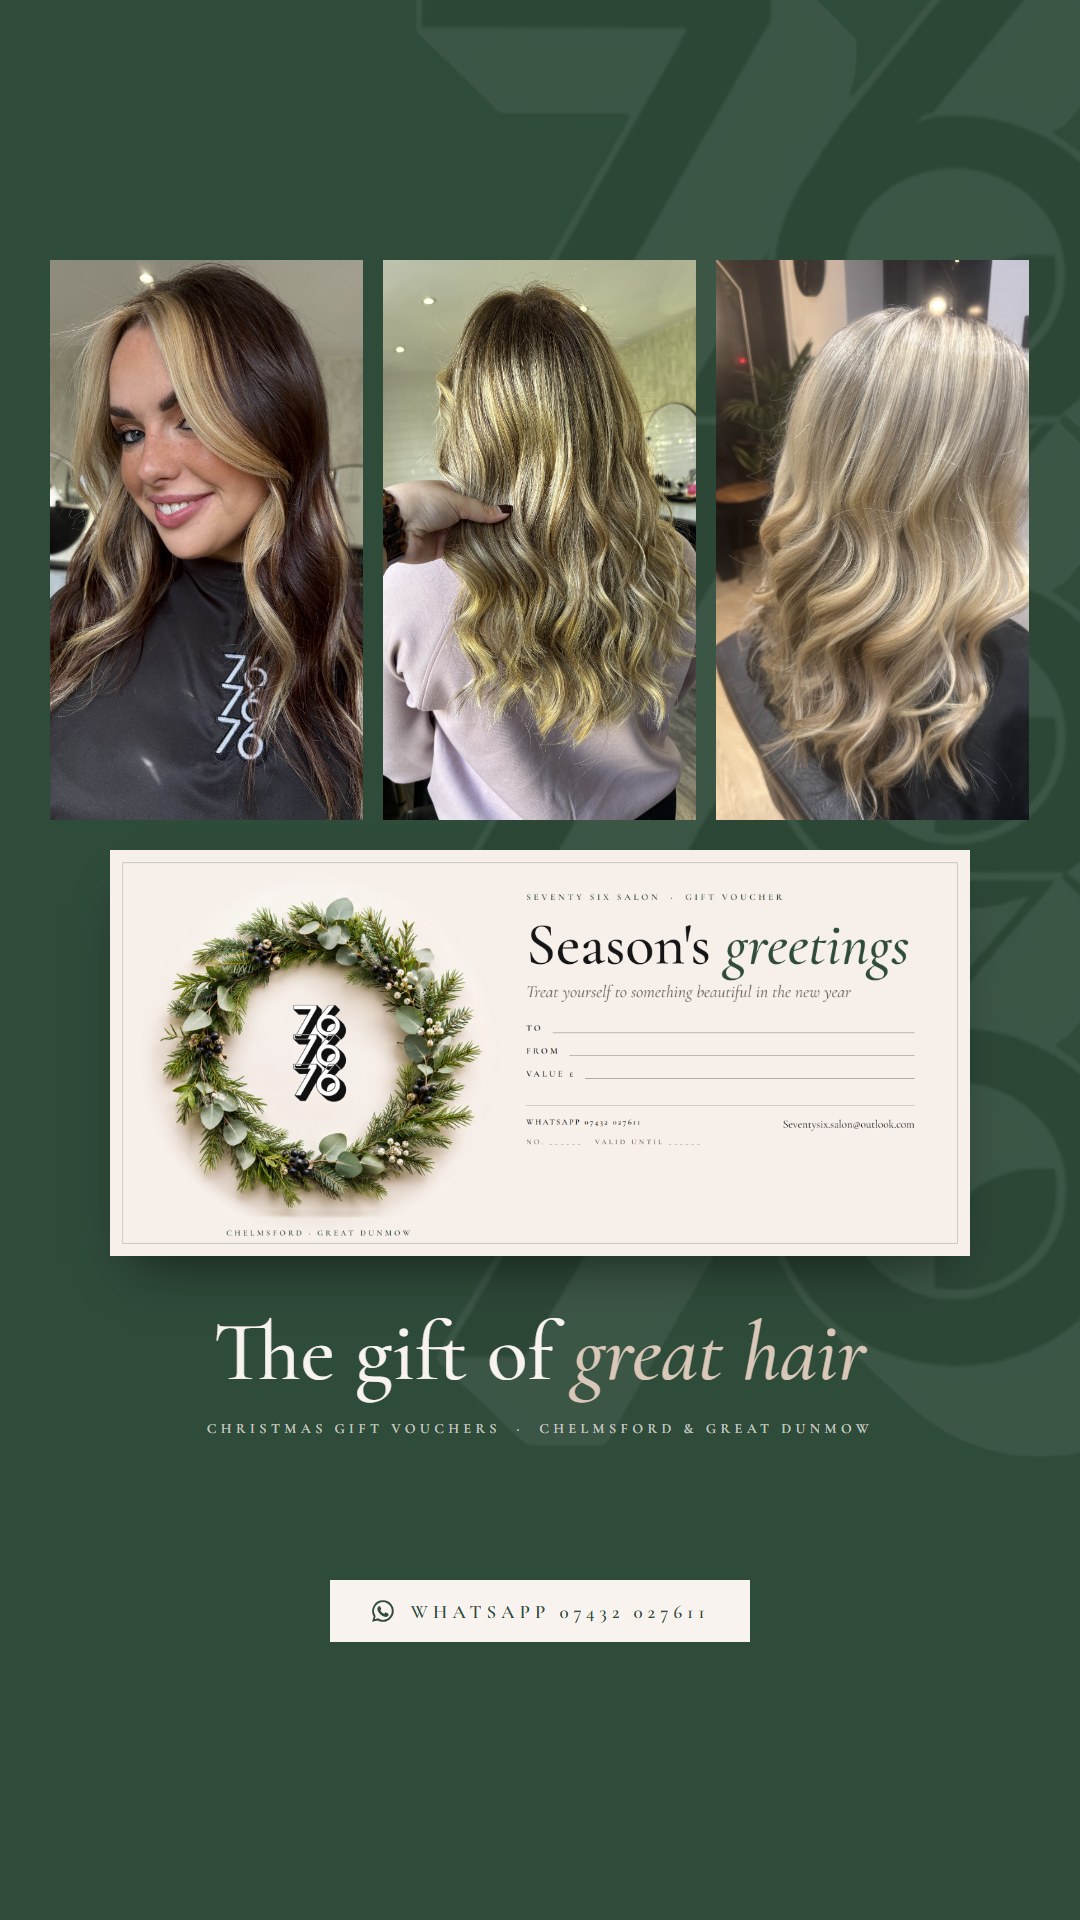 76
76
76
76
76
SEVENTY SIX SALON · GIFT VOUCHER
Season's greetings
Treat yourself to something beautiful in the new year
TO
FROM
VALUE £
WHATSAPP 07432 027611
Seventysix.salon@outlook.com
NO. ______ VALID UNTIL ______
76
76
76
CHELMSFORD · GREAT DUNMOW
The gift of great hair
CHRISTMAS GIFT VOUCHERS · CHELMSFORD & GREAT DUNMOW
WHATSAPP 07432 027611